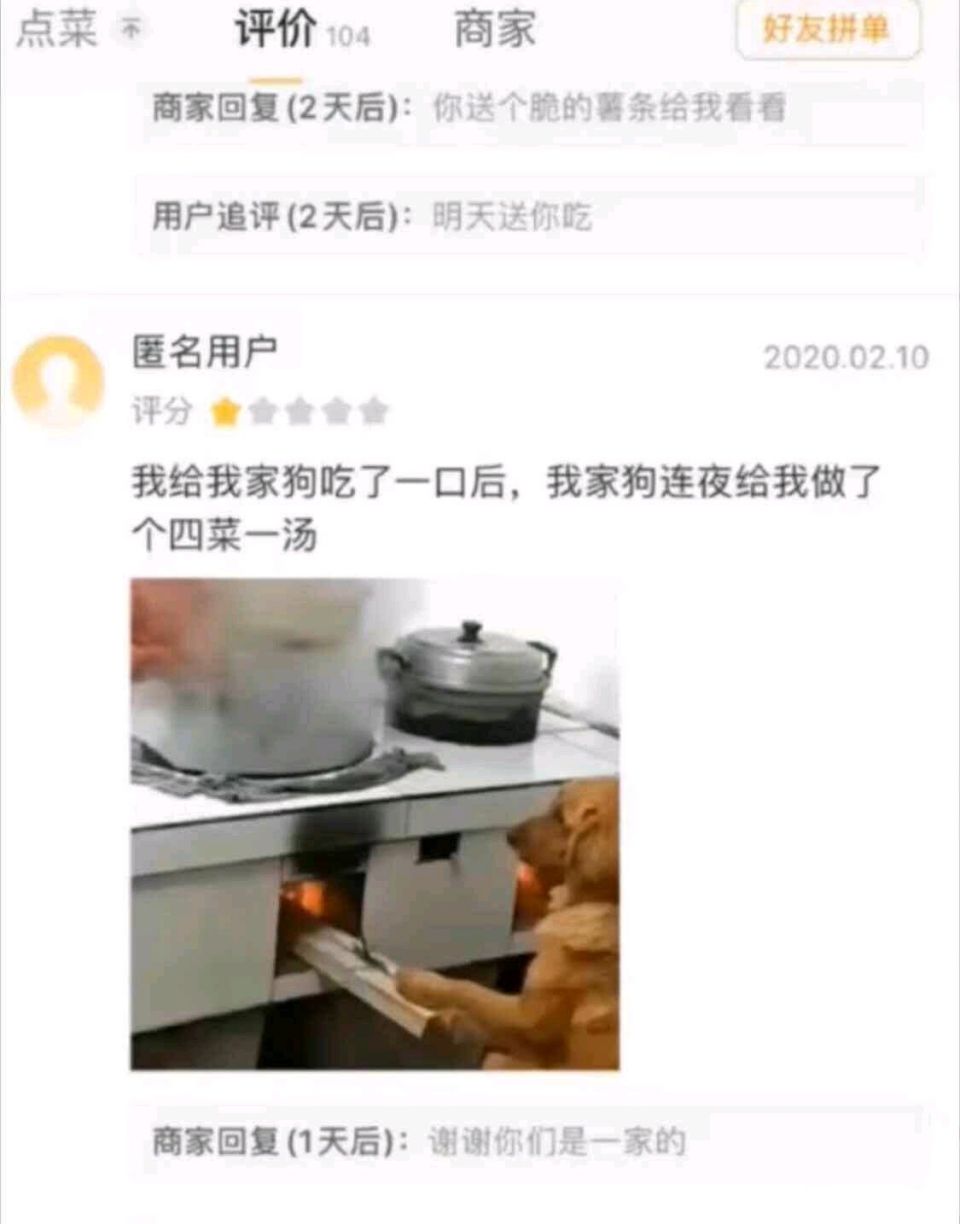 点菜 评价 104 商家 好友拼单
商家回复(2天后)：你送个脆的薯条给我看看
用户追评(2天后)：明天送你吃
匿名用户 2020.02.10
评分
我给我家狗吃了一口后，我家狗连夜给我做了
个四菜一汤
商家回复(1天后)：谢谢你们是一家的